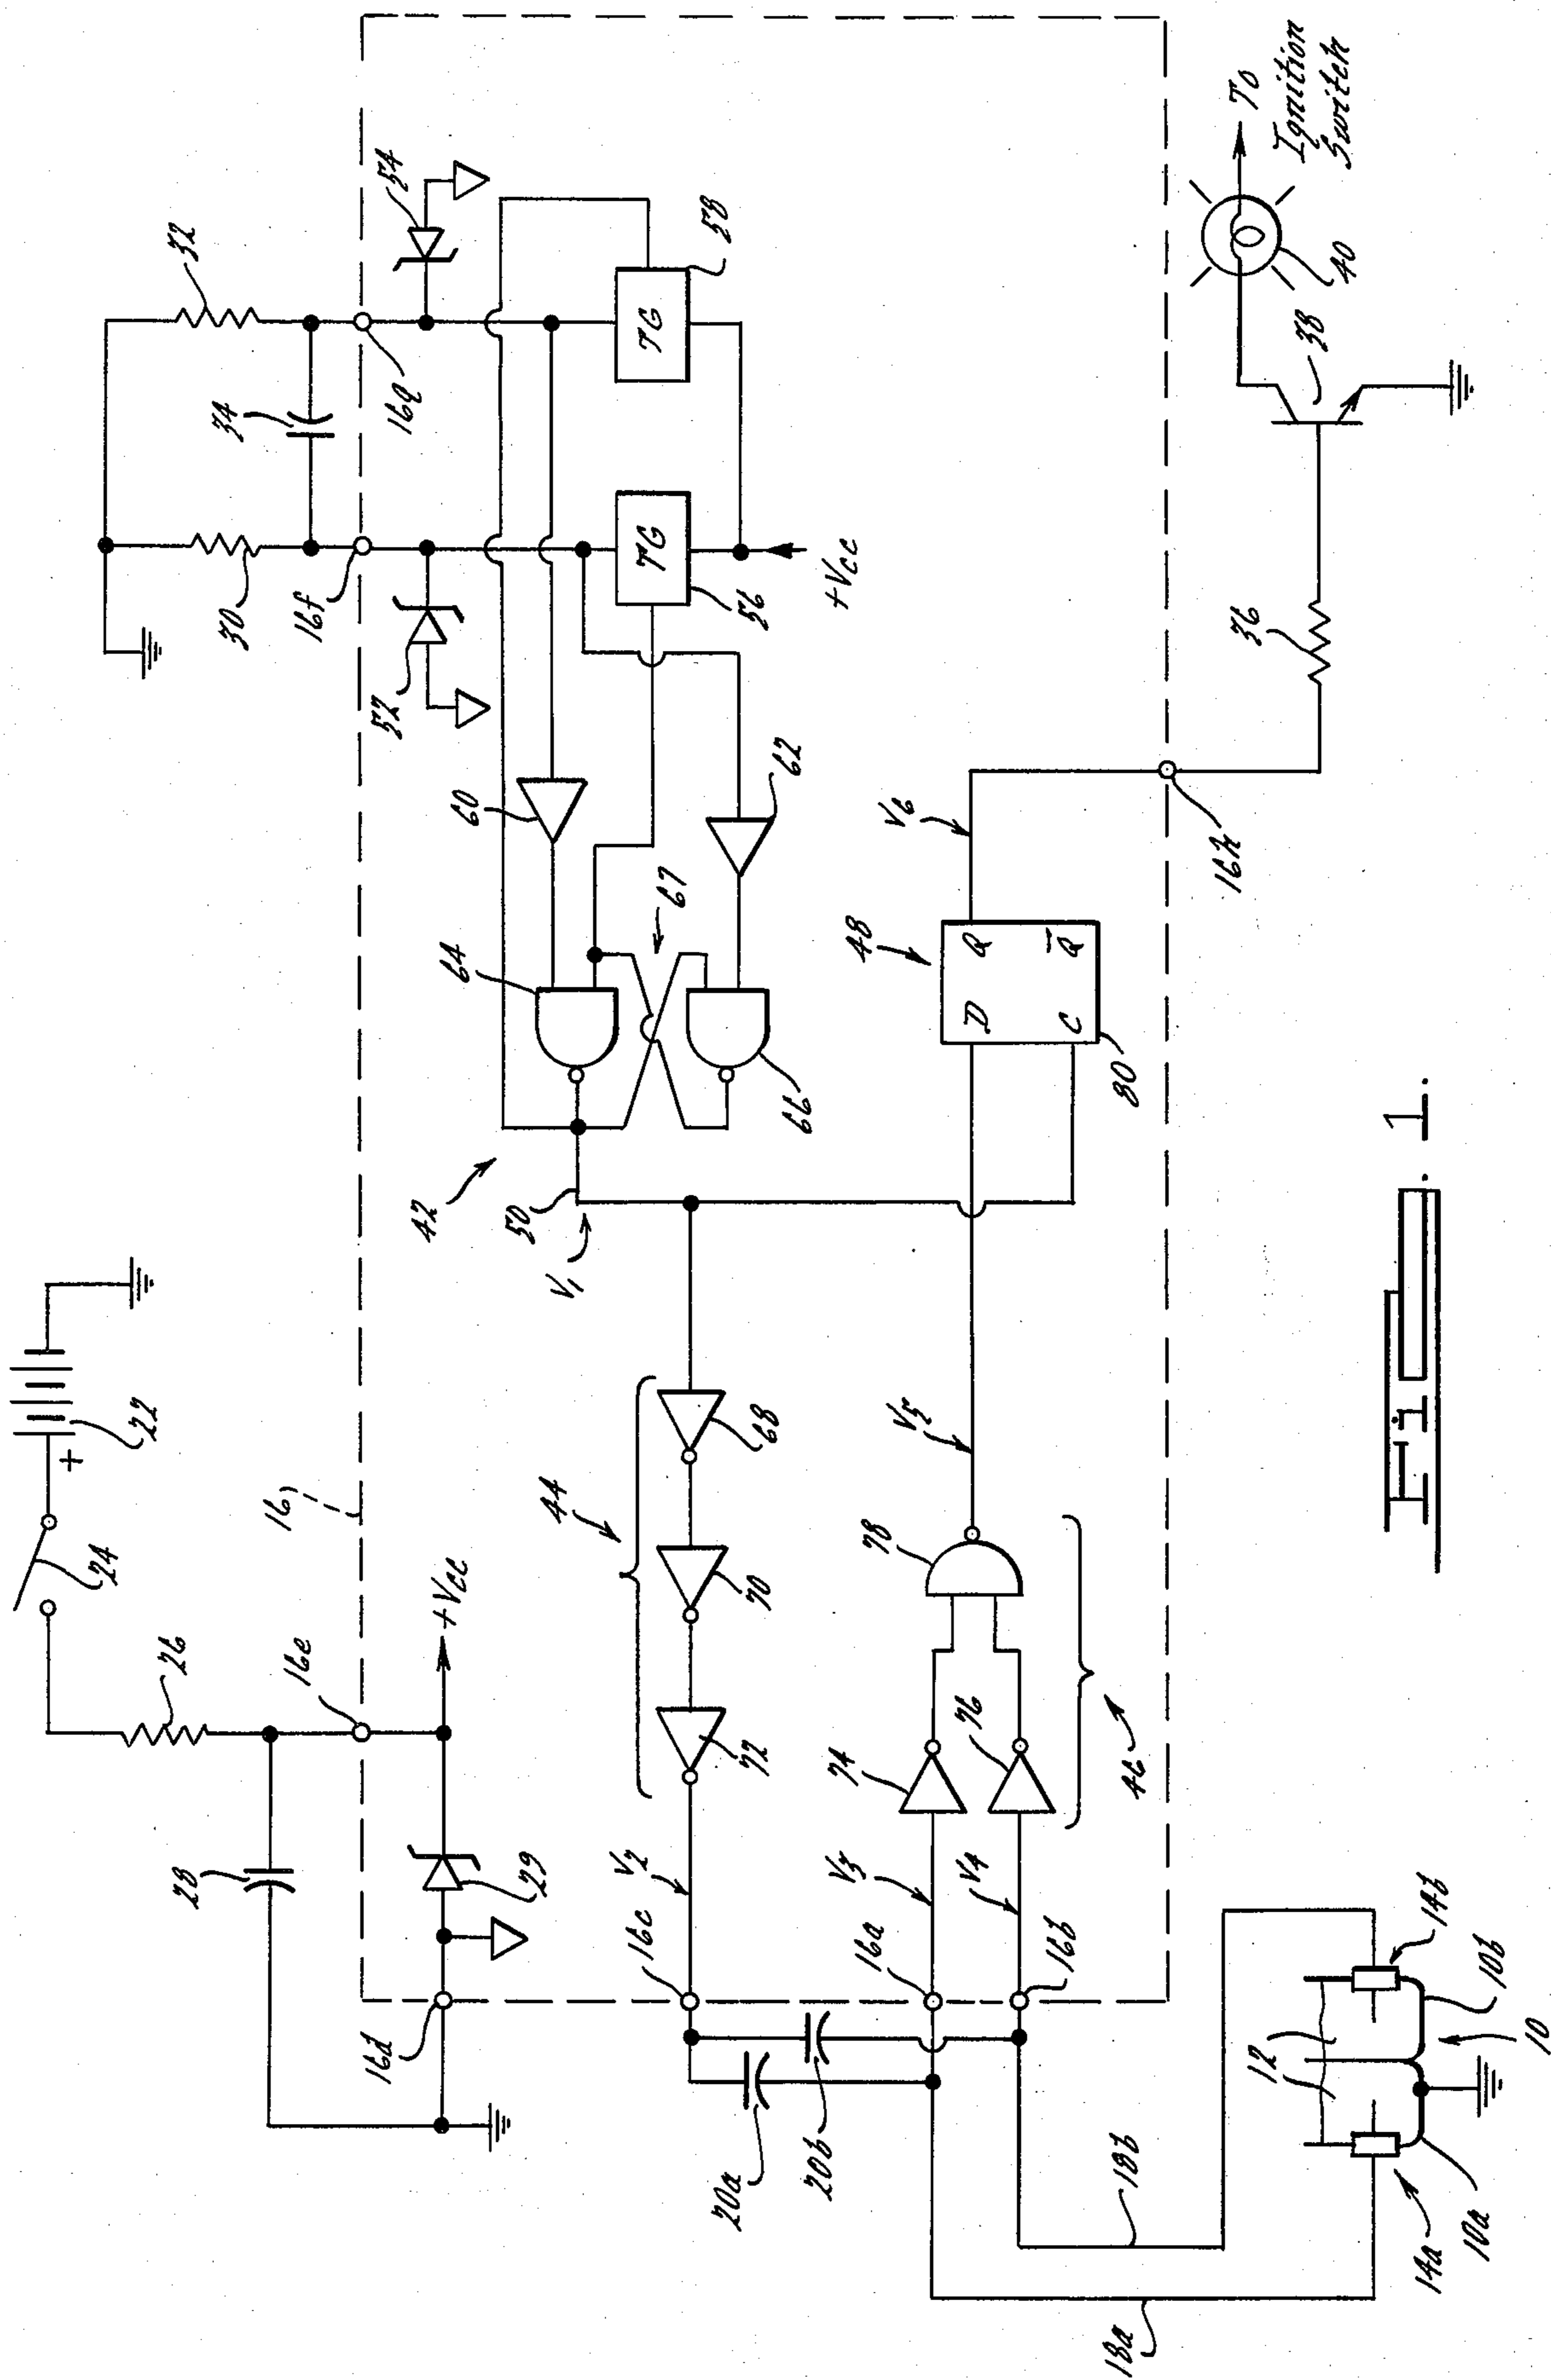 22
+
24
26
28
16e
16
+Vcc
29
16d
32
34
30
16g
16f
54
52
58
TG
TG
56
+Vcc
60
62
64
67
66
42
50
V1
44
68
70
72
V2
16c
20a
20b
48
D Q
C Q̄
80
V6
16h
V5
78
74
76
46
V3
V4
16a
16b
36
38
40
To
Ignition
Switch
18a
18b
14a
14b
12
10a
10b
10
Fig. 1.